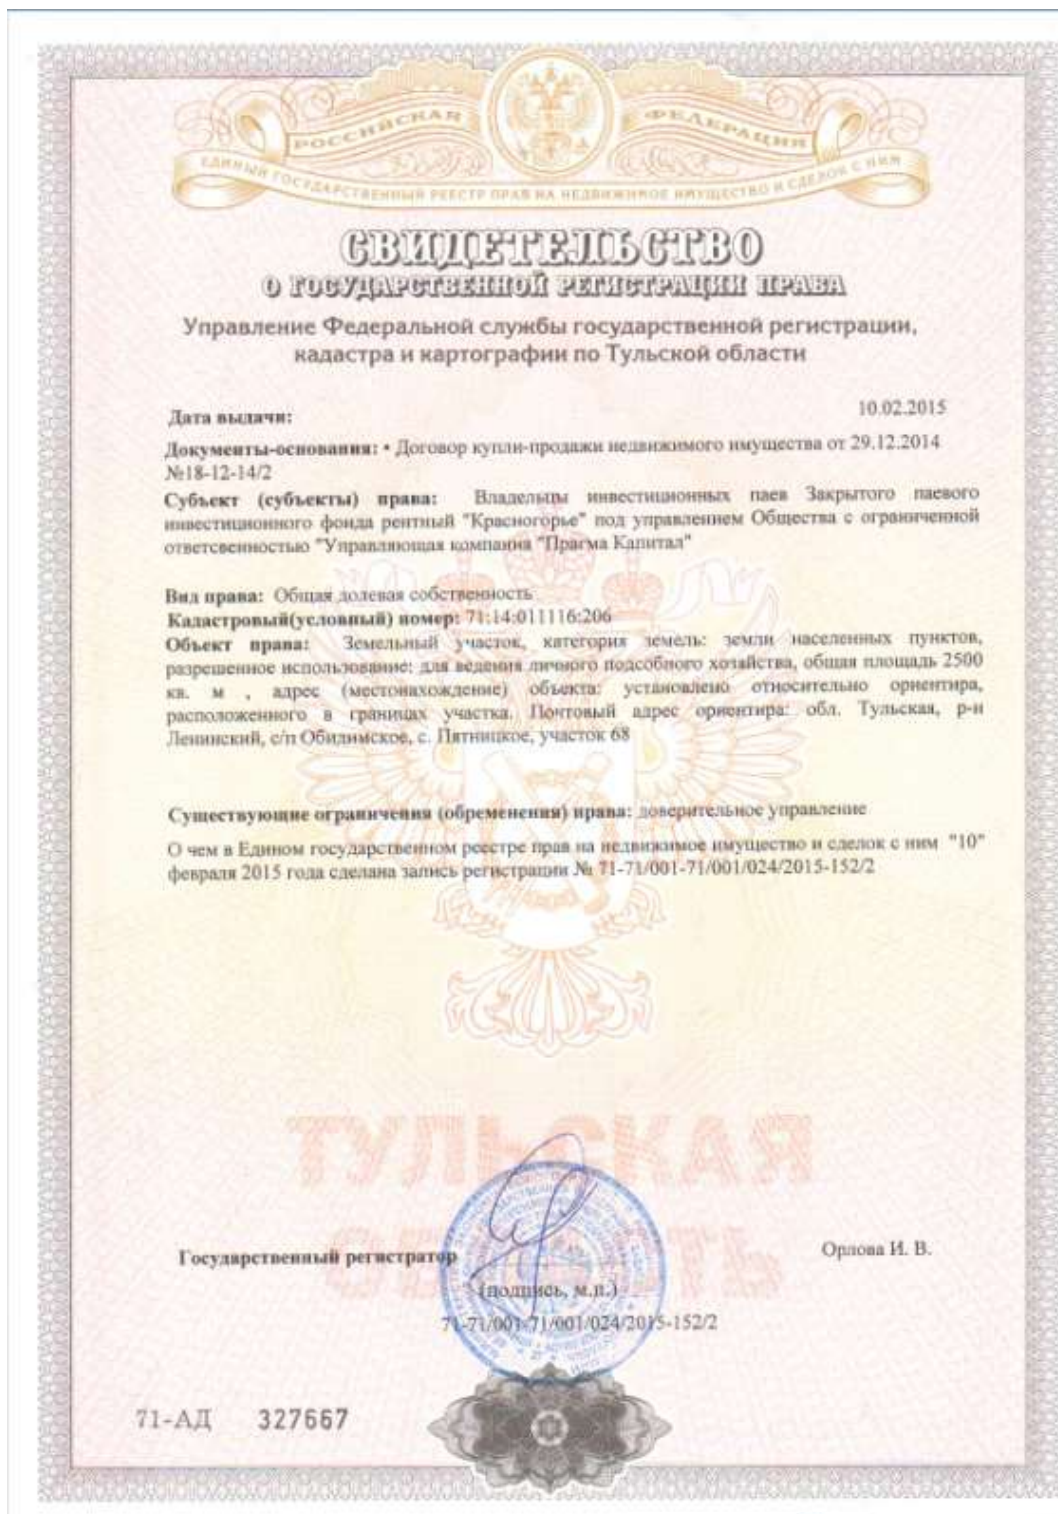 РОССИЙСКАЯ ФЕДЕРАЦИЯ
ЕДИНЫЙ ГОСУДАРСТВЕННЫЙ РЕЕСТР ПРАВ НА НЕДВИЖИМОЕ ИМУЩЕСТВО И СДЕЛОК С НИМ
СВИДЕТЕЛЬСТВО
О ГОСУДАРСТВЕННОЙ РЕГИСТРАЦИИ ПРАВА
Управление Федеральной службы государственной регистрации,
кадастра и картографии по Тульской области
Дата выдачи: 10.02.2015
Документы-основания: • Договор купли-продажи недвижимого имущества от 29.12.2014
№18-12-14/2
Субъект (субъекты) права: Владельцы инвестиционных паев Закрытого паевого
инвестиционного фонда рентный "Красногорье" под управлением Общества с ограниченной
ответсвенностью "Управляющая компания "Прагма Капитал"
Вид права: Общая долевая собственность
Кадастровый(условный) номер: 71:14:011116:206
Объект права: Земельный участок, категория земель: земли населенных пунктов,
разрешенное использование: для ведения личного подсобного хозяйства, общая площадь 2500
кв. м , адрес (местонахождение) объекта: установлено относительно ориентира,
расположенного в границах участка. Почтовый адрес ориентира: обл. Тульская, р-н
Ленинский, с/п Обидимское, с. Пятницкое, участок 68
Существующие ограничения (обременения) права: доверительное управление
О чем в Едином государственном реестре прав на недвижимое имущество и сделок с ним "10"
февраля 2015 года сделана запись регистрации № 71-71/001-71/001/024/2015-152/2
ТУЛЬСКАЯ
ОБЛАСТЬ
Государственный регистратор Орлова И. В.
(подпись, м.п.)
71-71/001-71/001/024/2015-152/2
71-АД 327667